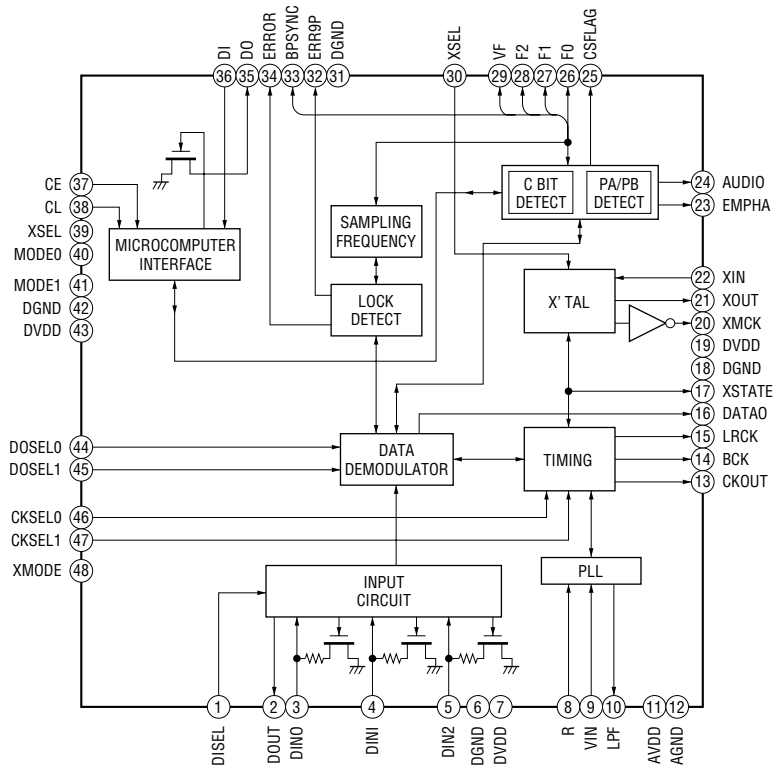 DI
DO
ERROR
BPSYNC
ERR9P
DGND
XSEL
VF
F2
F1
F0
CSFLAG
36
35
34
33
32
31
30
29
28
27
26
25
CE
37
CL
38
XSEL
39
MODE0
40
MODE1
41
DGND
42
DVDD
43
DOSEL0
44
DOSEL1
45
CKSEL0
46
CKSEL1
47
XMODE
48
MICROCOMPUTER
INTERFACE
SAMPLING
FREQUENCY
LOCK
DETECT
C BIT
DETECT
PA/PB
DETECT
X' TAL
DATA
DEMODULATOR
TIMING
INPUT
CIRCUIT
PLL
24 AUDIO
23 EMPHA
22 XIN
21 XOUT
20 XMCK
19 DVDD
18 DGND
17 XSTATE
16 DATAO
15 LRCK
14 BCK
13 CKOUT
1
2
3
4
5
6
7
8
9
10
11
12
DISEL
DOUT
DINO
DINI
DIN2
DGND
DVDD
R
VIN
LPF
AVDD
AGND